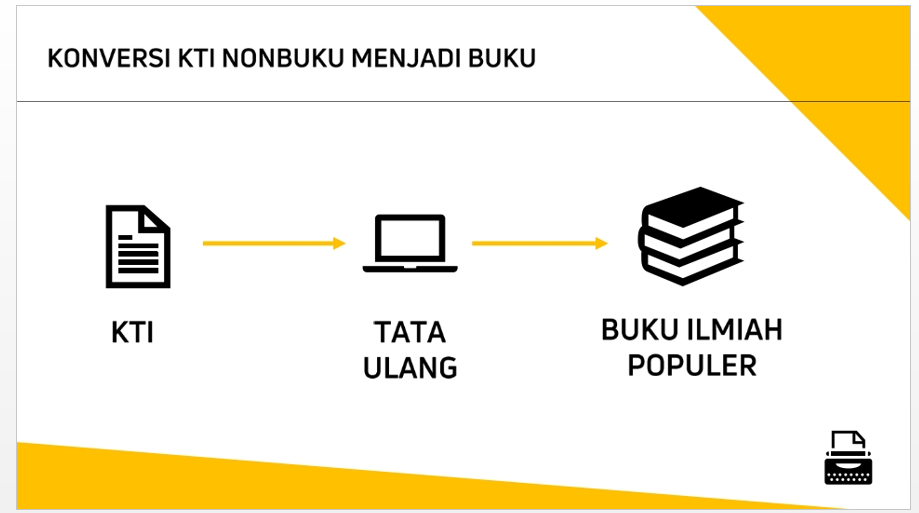 KONVERSI KTI NONBUKU MENJADI BUKU
KTI
TATA
ULANG
BUKU ILMIAH
POPULER